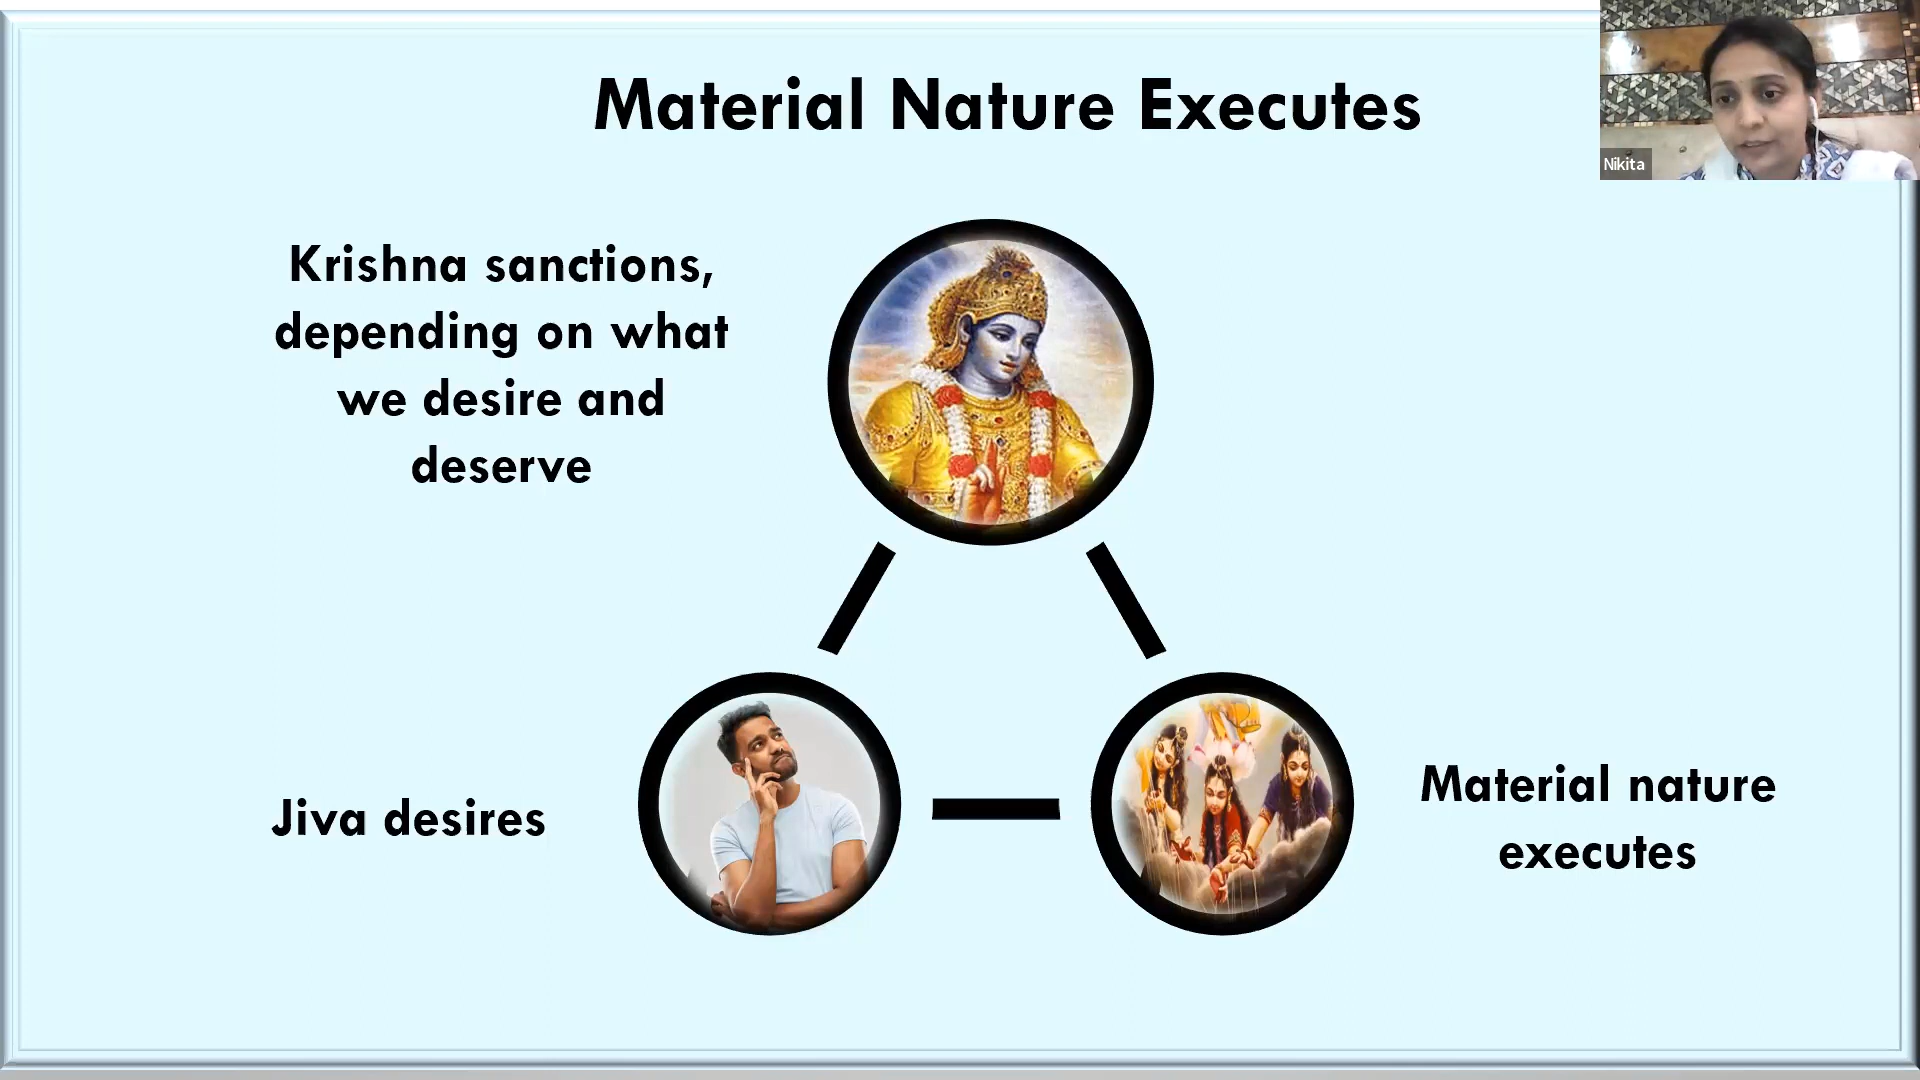 Material Nature Executes
Nikita
Krishna sanctions,
depending on what
we desire and
deserve
Jiva desires
Material nature
executes